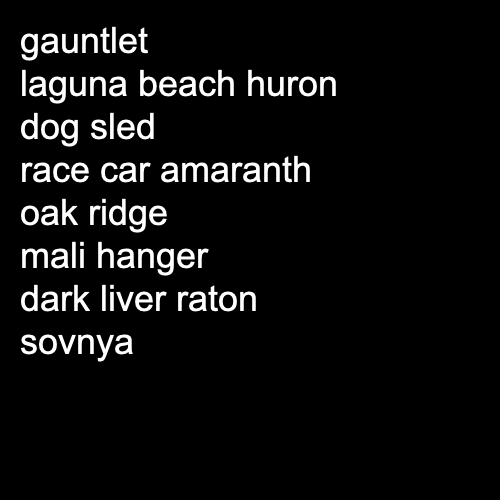 gauntlet
laguna beach huron
dog sled
race car amaranth
oak ridge
mali hanger
dark liver raton
sovnya